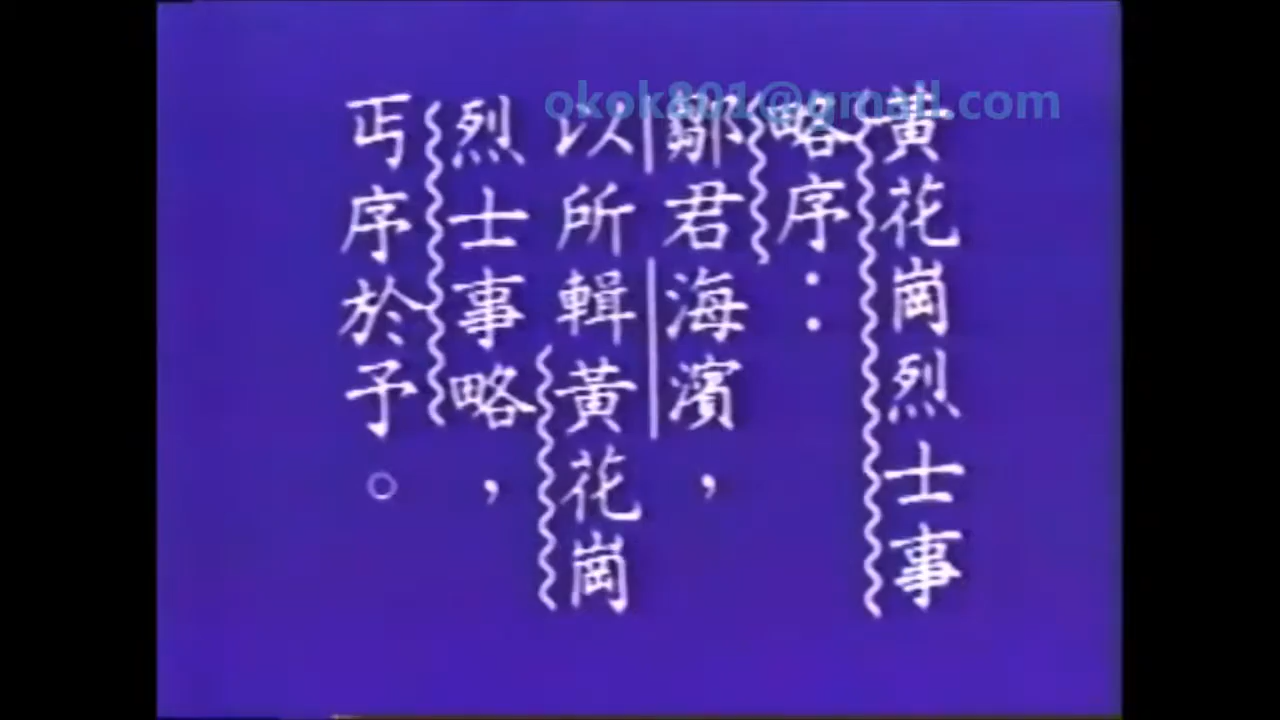 okok801@gmail.com
黃花崗烈士事
略序：
鄒君海濱，
以所輯黃花崗
烈士事略，
丐序於予。